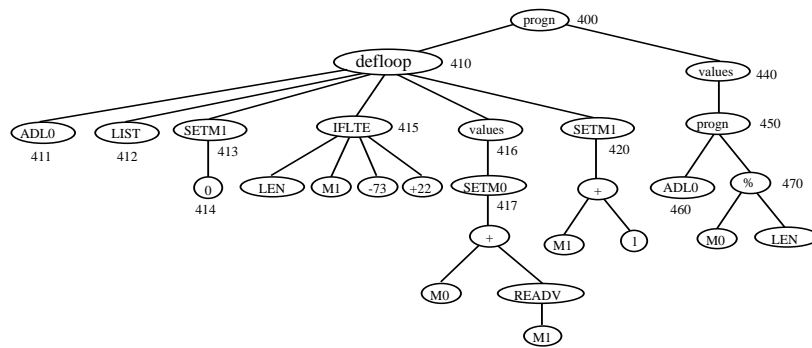 progn 400
defloop 410
values 440
ADL0 LIST SETM1 IFLTE 415 values SETM1 progn 450
411 412 413 416 420
0 LEN M1 -73 +22 SETM0 + ADL0 % 470
414 417 460
+ M1 1 M0 LEN
M0 READV
M1